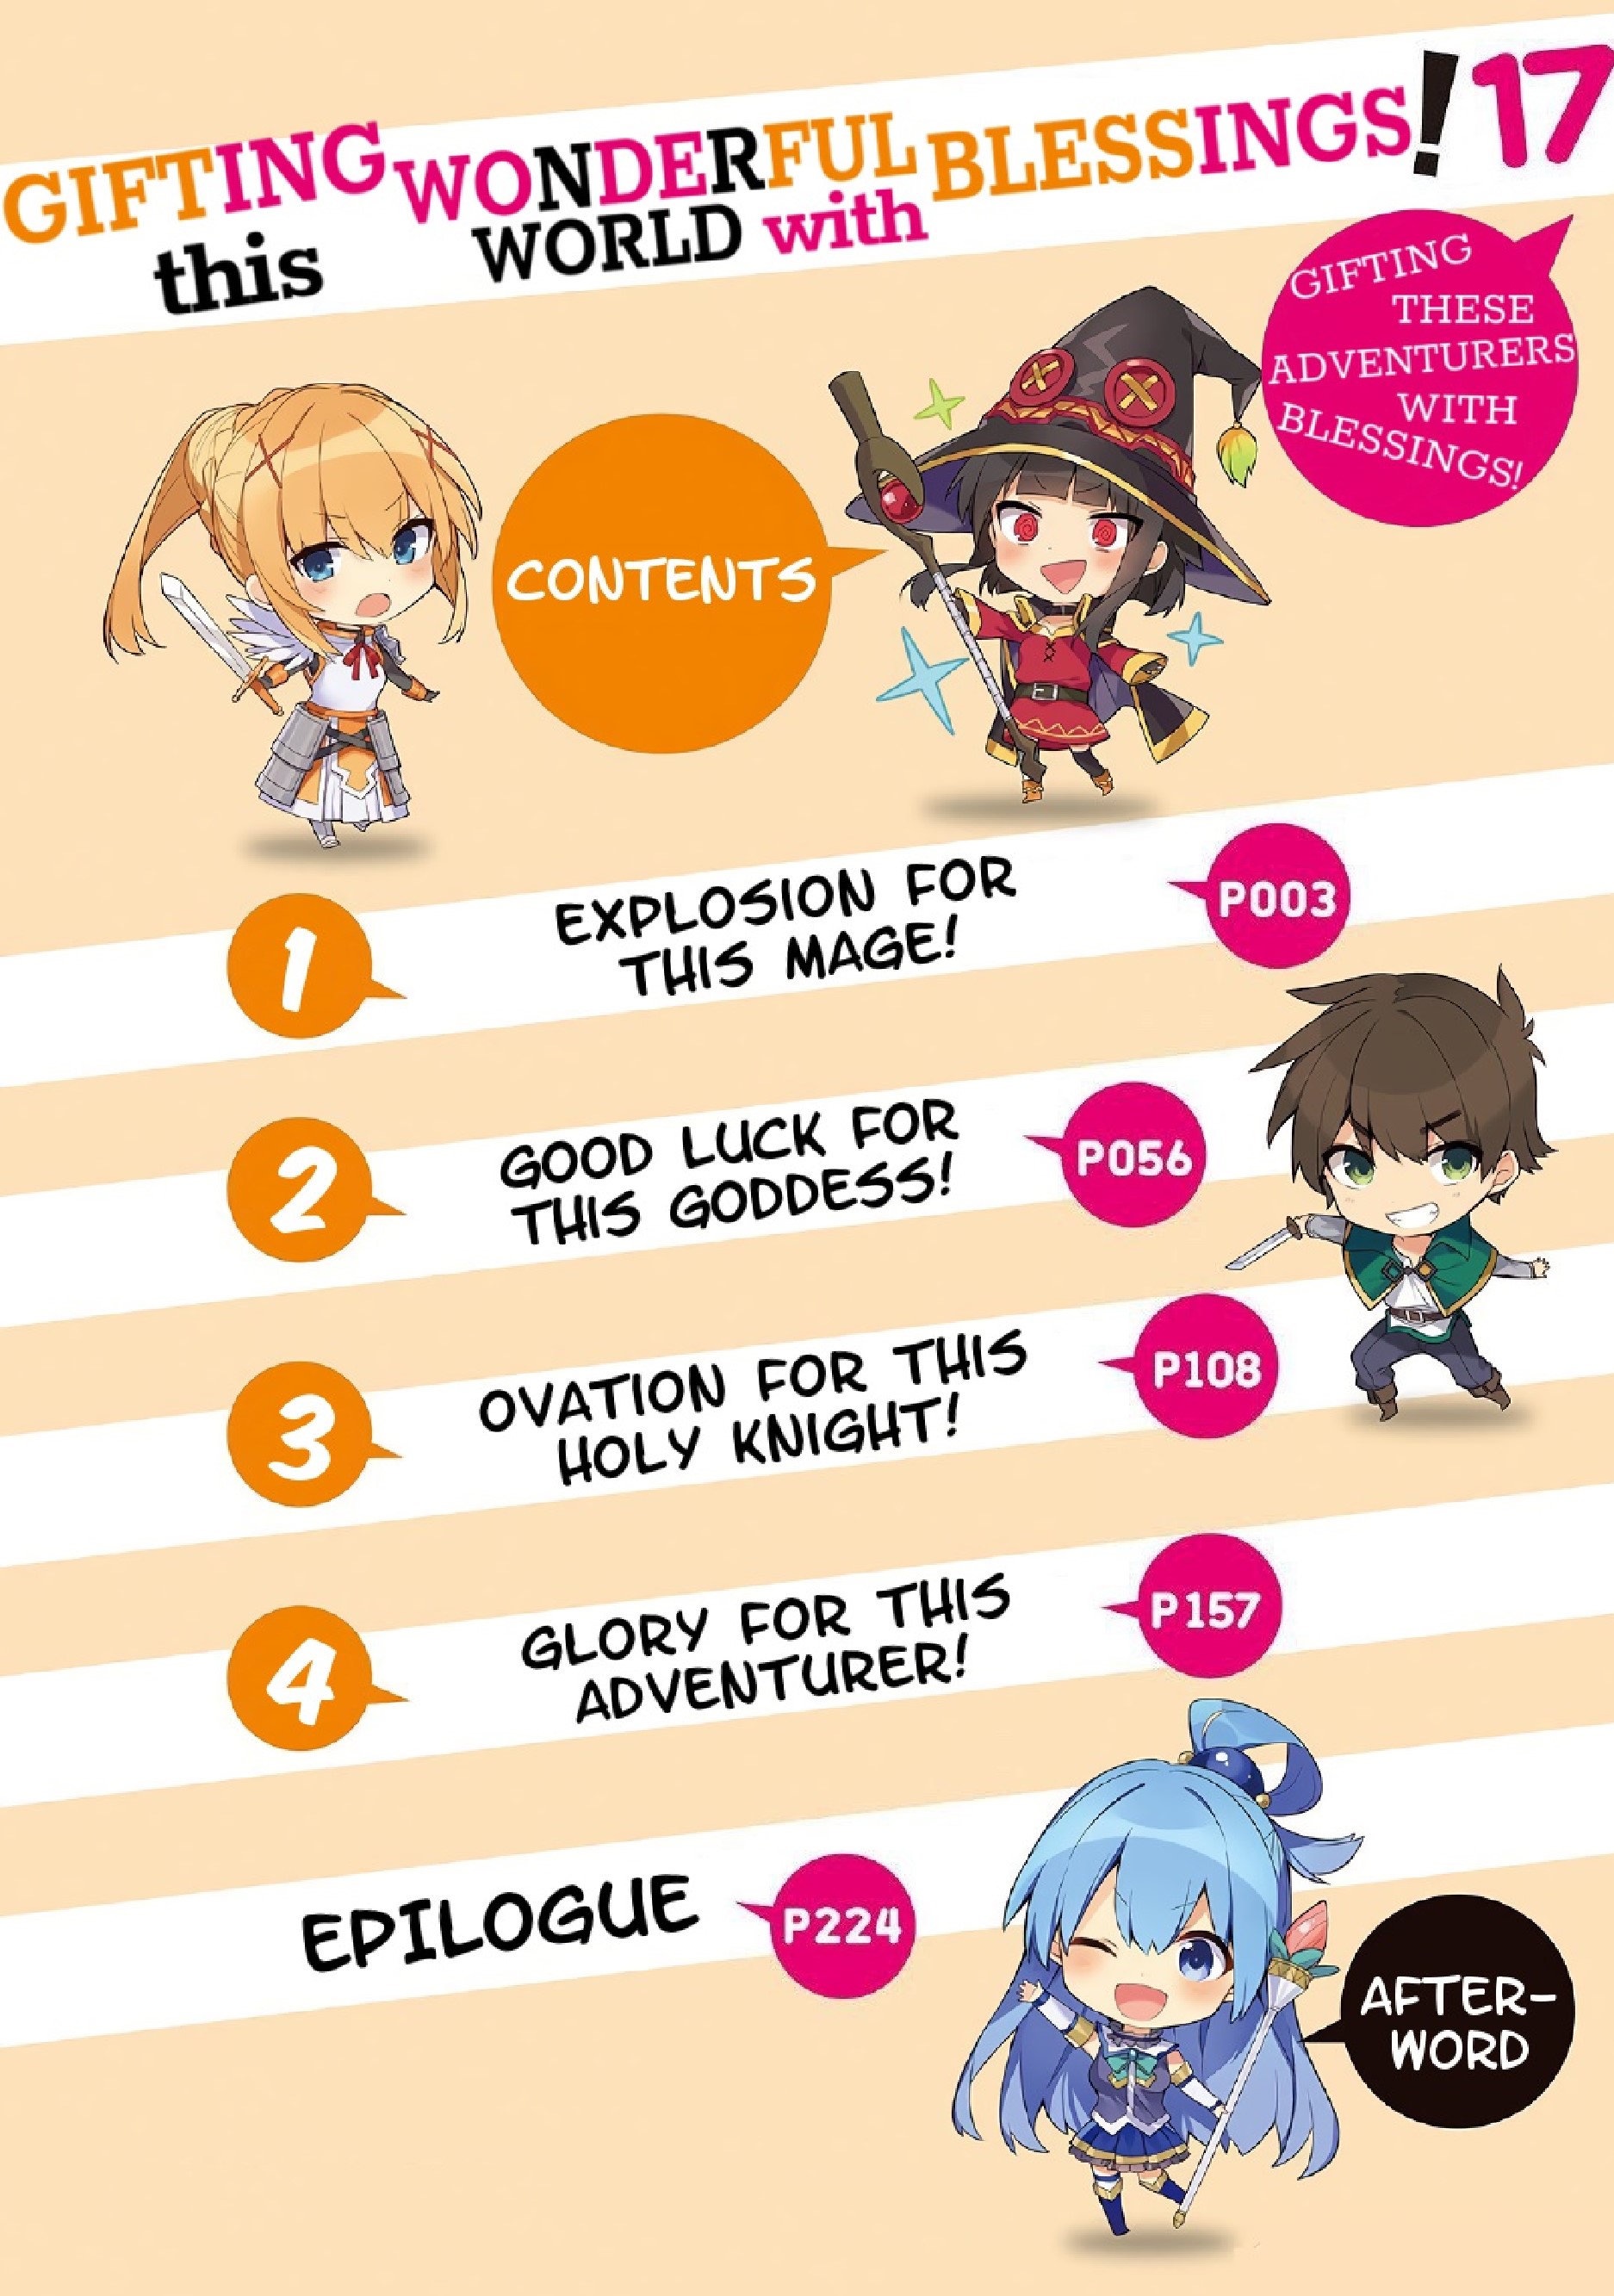 GIFTING WONDERFUL BLESSINGS! 17
this WORLD with
GIFTING
THESE
ADVENTURERS
WITH
BLESSINGS!
CONTENTS
1
EXPLOSION FOR
THIS MAGE!
P003
2
GOOD LUCK FOR
THIS GODDESS!
P056
3
OVATION FOR THIS
HOLY KNIGHT!
P108
4
GLORY FOR THIS
ADVENTURER!
P157
EPILOGUE
P224
AFTER-
WORD